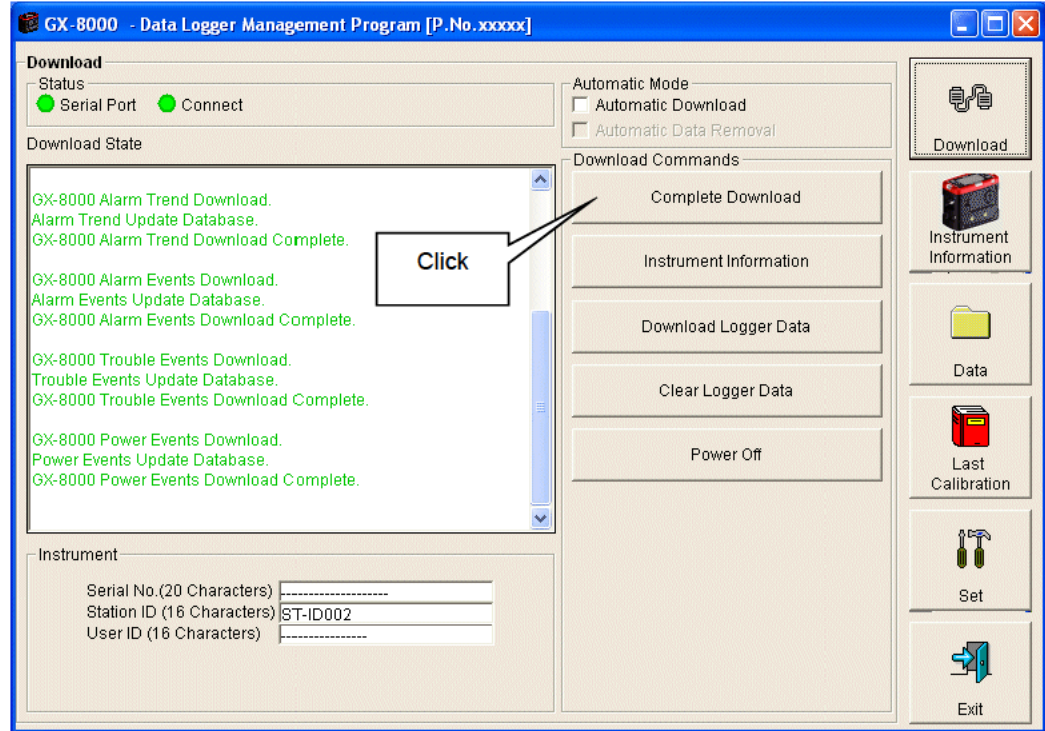 GX-8000 - Data Logger Management Program [P.No.xxxxx]
Download
Status
Serial Port
Connect
Download State
GX-8000 Alarm Trend Download.
Alarm Trend Update Database.
GX-8000 Alarm Trend Download Complete.
GX-8000 Alarm Events Download.
Alarm Events Update Database.
GX-8000 Alarm Events Download Complete.
GX-8000 Trouble Events Download.
Trouble Events Update Database.
GX-8000 Trouble Events Download Complete.
GX-8000 Power Events Download.
Power Events Update Database.
GX-8000 Power Events Download Complete.
Click
Instrument
Serial No.(20 Characters) --------------------
Station ID (16 Characters) ST-ID002
User ID (16 Characters) ----------------
Automatic Mode
Automatic Download
Automatic Data Removal
Download Commands
Complete Download
Instrument Information
Download Logger Data
Clear Logger Data
Power Off
Download
Instrument
Information
Data
Last
Calibration
Set
Exit